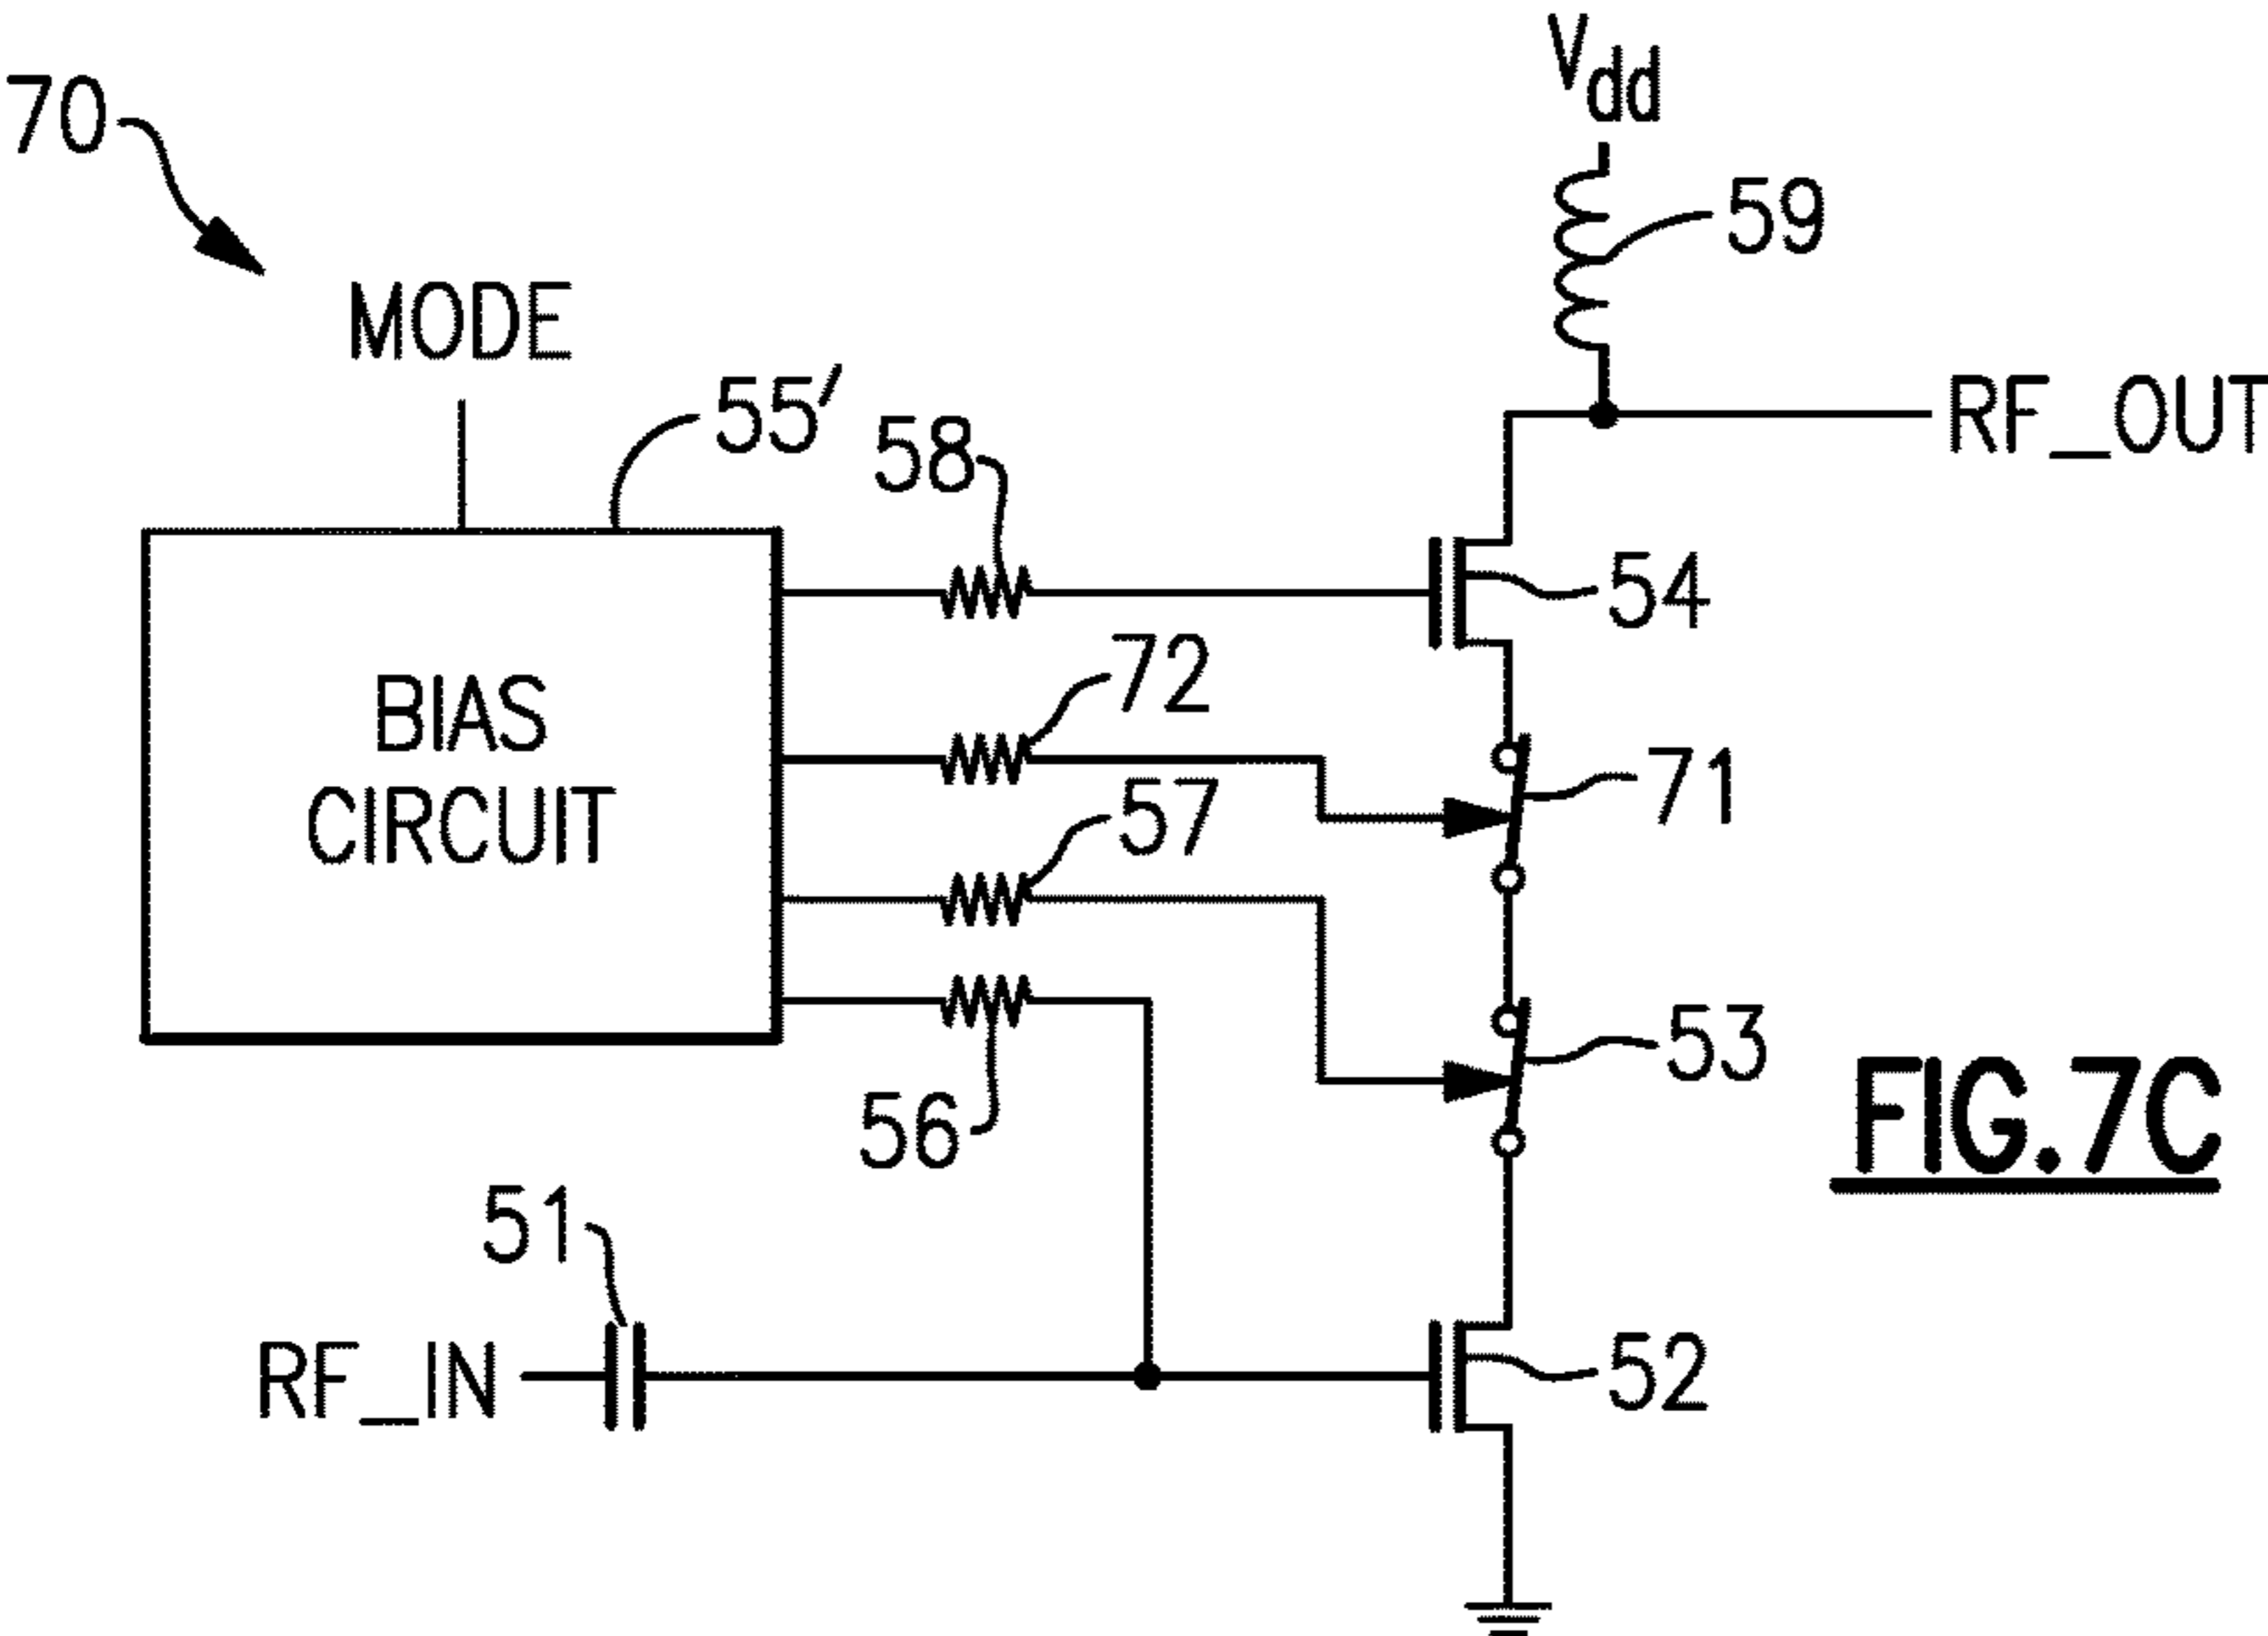 70
MODE
55'
58
BIAS
CIRCUIT
72
57
56
51
RF_IN
Vdd
59
RF_OUT
54
71
53
52
FIG.7C